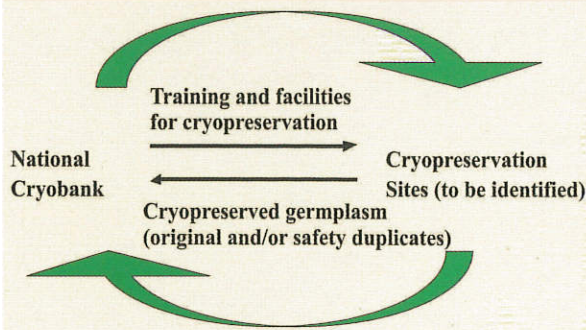 Training and facilities
for cryopreservation
National
Cryobank
Cryopreservation
Sites (to be identified)
Cryopreserved germplasm
(original and/or safety duplicates)